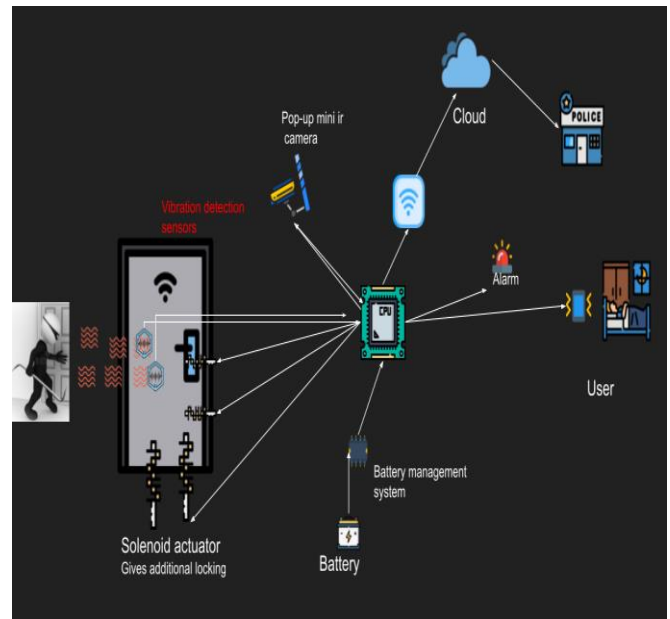 Cloud
POLICE
Pop-up mini ir
camera
Vibration detection
sensors
Alarm
CPU
User
Battery management
system
Solenoid actuator
Gives additional locking
Battery